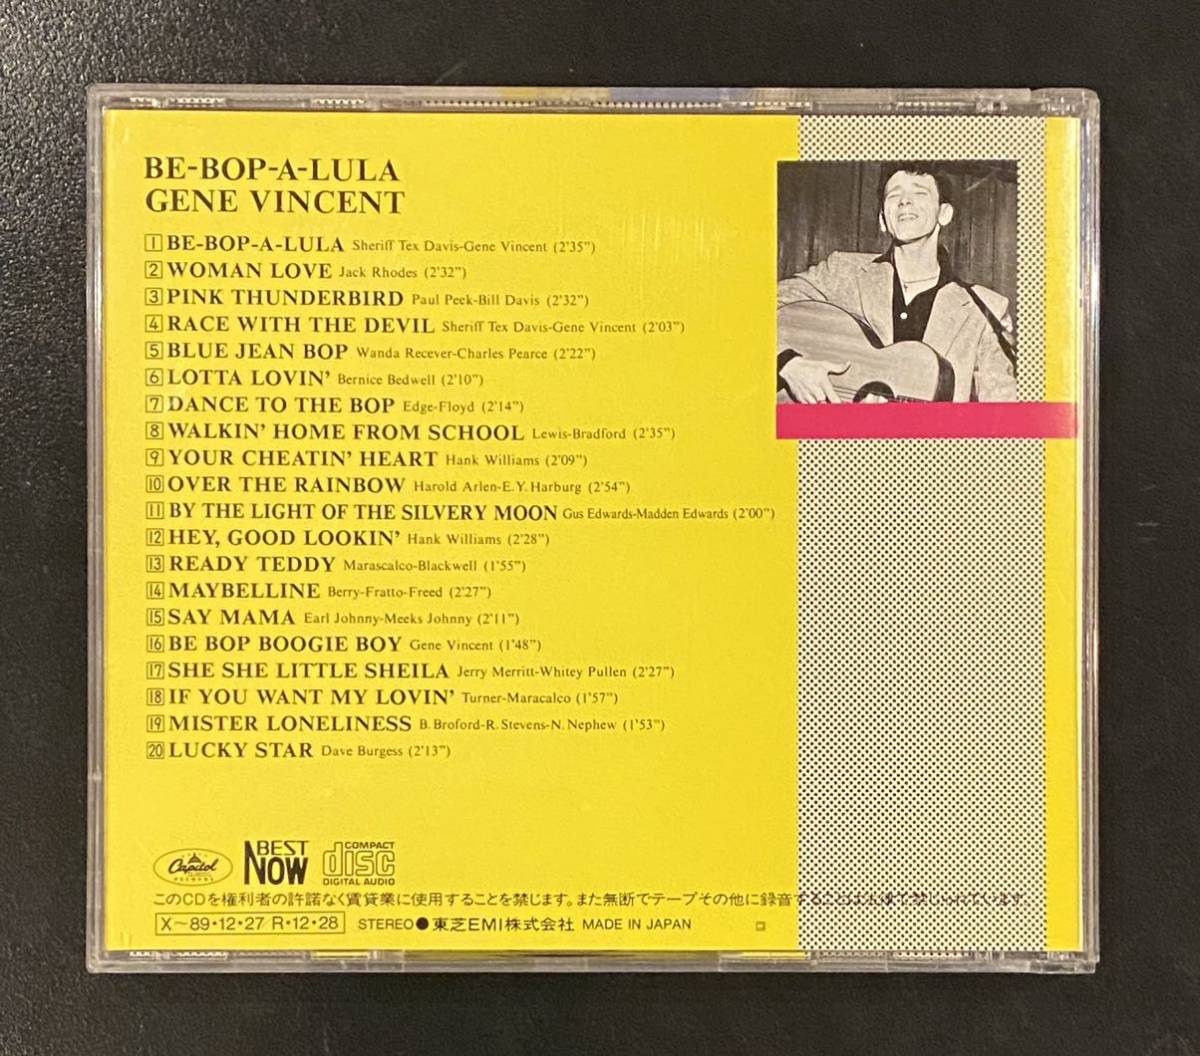 BE-BOP-A-LULA
GENE VINCENT
1 BE-BOP-A-LULA Sheriff Tex Davis-Gene Vincent (2'35")
2 WOMAN LOVE Jack Rhodes (2'32")
3 PINK THUNDERBIRD Paul Peek-Bill Davis (2'32")
4 RACE WITH THE DEVIL Sheriff Tex Davis-Gene Vincent (2'03")
5 BLUE JEAN BOP Wanda Recever-Charles Pearce (2'22")
6 LOTTA LOVIN' Bernice Bedwell (2'10")
7 DANCE TO THE BOP Edge-Floyd (2'14")
8 WALKIN' HOME FROM SCHOOL Lewis-Bradford (2'35")
9 YOUR CHEATIN' HEART Hank Williams (2'09")
10 OVER THE RAINBOW Harold Arlen-E.Y. Harburg (2'54")
11 BY THE LIGHT OF THE SILVERY MOON Gus Edwards-Madden Edwards (2'00")
12 HEY, GOOD LOOKIN' Hank Williams (2'28")
13 READY TEDDY Marascalco-Blackwell (1'55")
14 MAYBELLINE Berry-Fratto-Freed (2'27")
15 SAY MAMA Earl Johnny-Meeks Johnny (2'11")
16 BE BOP BOOGIE BOY Gene Vincent (1'48")
17 SHE SHE LITTLE SHEILA Jerry Merritt-Whitey Pullen (2'27")
18 IF YOU WANT MY LOVIN' Turner-Maracalco (1'57")
19 MISTER LONELINESS B. Broford-R. Stevens-N. Nephew (1'53")
20 LUCKY STAR Dave Burgess (2'13")
Capitol
BEST NOW
COMPACT disc DIGITAL AUDIO
このCDを権利者の許諾なく賃貸業に使用することを禁じます。また無断でテープその他に録音することは法律で禁じられています。
X〜89・12・27 R・12・28 STEREO●東芝EMI株式会社 MADE IN JAPAN